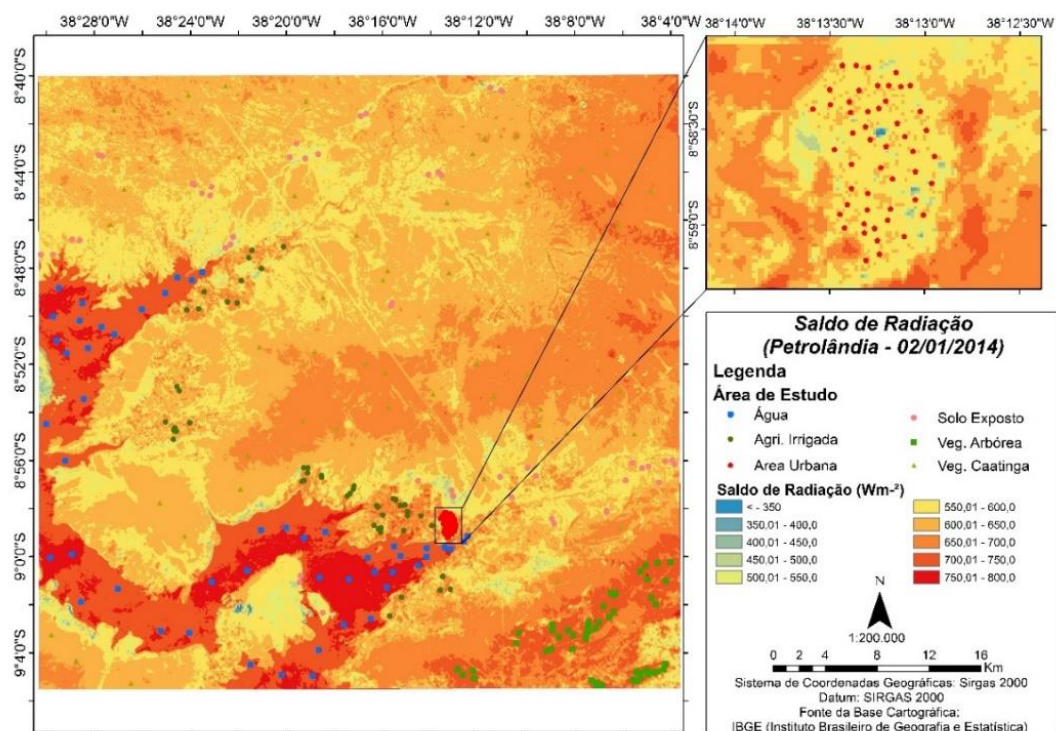 38°28'0"W 38°24'0"W 38°20'0"W 38°16'0"W 38°12'0"W 38°8'0"W 38°4'0"W
8°40'0"S
8°44'0"S
8°48'0"S
8°52'0"S
8°56'0"S
9°0'0"S
9°4'0"S
38°14'0"W 38°13'30"W 38°13'0"W 38°12'30"W
8°58'30"S
8°59'0"S
Saldo de Radiação
(Petrolândia - 02/01/2014)
Legenda
Área de Estudo
Água
Agri. Irrigada
Area Urbana
Solo Exposto
Veg. Arbórea
Veg. Caatinga
Saldo de Radiação (Wm-²)
< - 350
350,01 - 400,0
400,01 - 450,0
450,01 - 500,0
500,01 - 550,0
550,01 - 600,0
600,01 - 650,0
650,01 - 700,0
700,01 - 750,0
750,01 - 800,0
N
1:200.000
0 2 4 8 12 16
Km
Sistema de Coordenadas Geográficas: Sirgas 2000
Datum: SIRGAS 2000
Fonte da Base Cartográfica:
IBGE (Instituto Brasileiro de Geografia e Estatística)